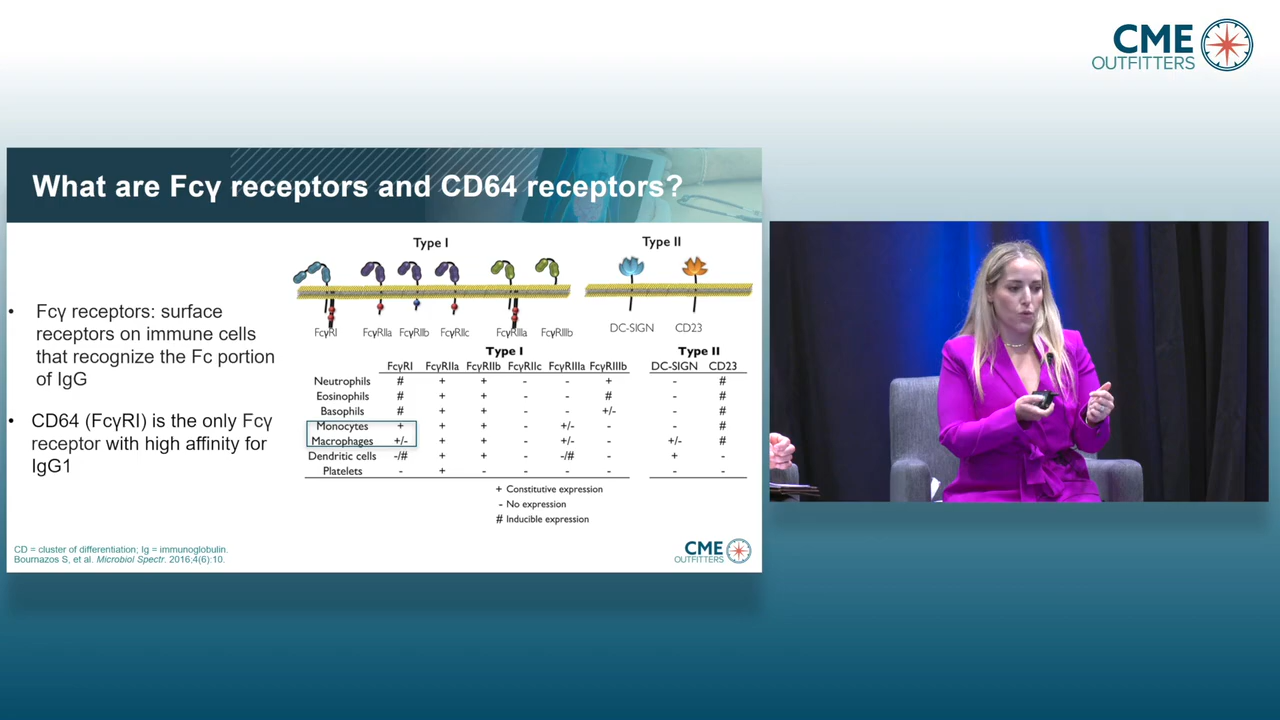 CME
OUTFITTERS
What are Fcγ receptors and CD64 receptors?
• Fcγ receptors: surface
receptors on immune cells
that recognize the Fc portion
of IgG
• CD64 (FcγRI) is the only Fcγ
receptor with high affinity for
IgG1
Type I Type II
FcγRI FcγRIIa FcγRIIb FcγRIIc FcγRIIIa FcγRIIIb DC-SIGN CD23
Type I Type II
FcγRI FcγRIIa FcγRIIb FcγRIIc FcγRIIIa FcγRIIIb DC-SIGN CD23
Neutrophils # + + - - + - #
Eosinophils # + + - - # - #
Basophils # + + - - +/- - #
Monocytes + + + - +/- - - #
Macrophages +/- + + - +/- - +/- #
Dendritic cells -/# + + - -/# - + -
Platelets - + - - - - - -
+ Constitutive expression
- No expression
# Inducible expression
CD = cluster of differentiation; Ig = immunoglobulin.
Bournazos S, et al. Microbiol Spectr. 2016;4(6):10.
CME
OUTFITTERS